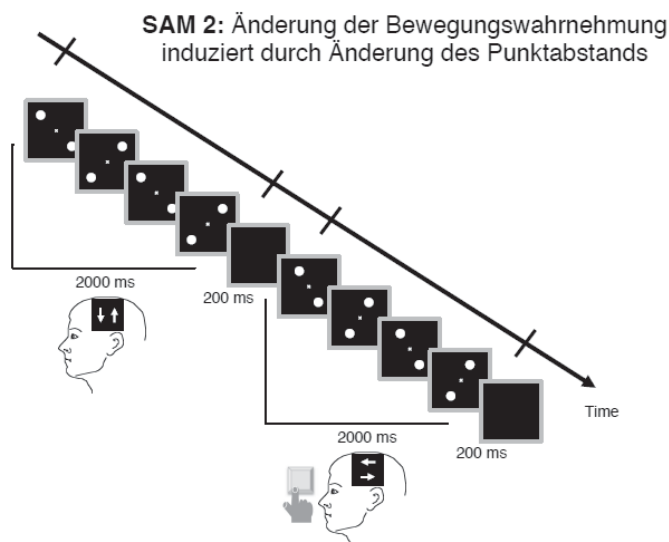 SAM 2: Änderung der Bewegungswahrnehmung
induziert durch Änderung des Punktabstands
2000 ms
200 ms
Time
2000 ms
200 ms